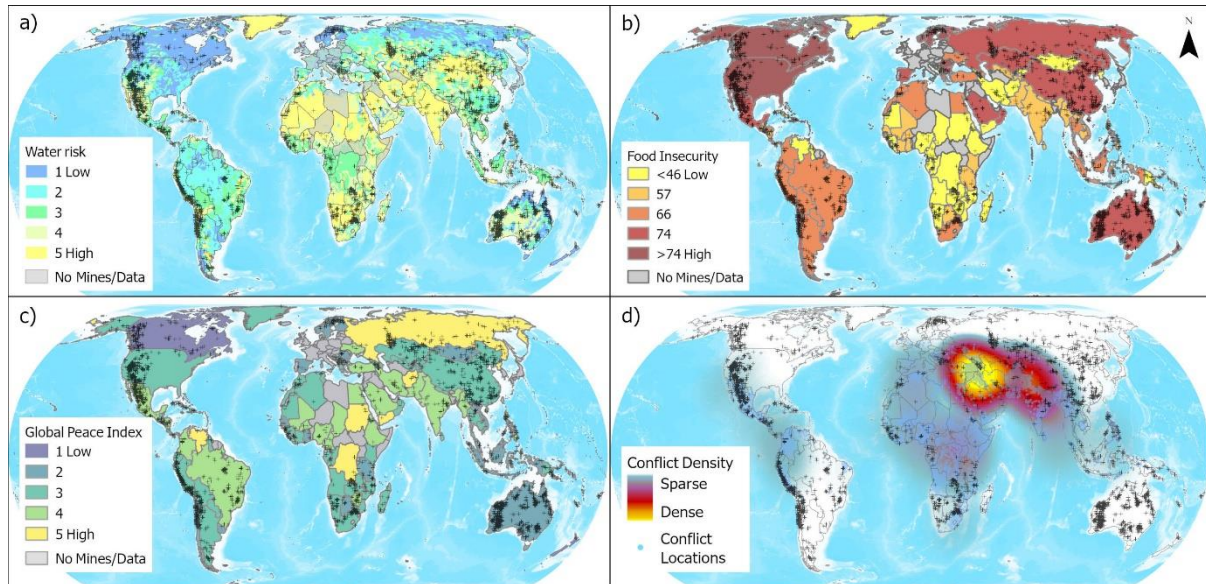 a)
Water risk
1 Low
2
3
4
5 High
No Mines/Data
b)
N
Food Insecurity
<46 Low
57
66
74
>74 High
No Mines/Data
c)
Global Peace Index
1 Low
2
3
4
5 High
No Mines/Data
d)
Conflict Density
Sparse
Dense
Conflict
Locations